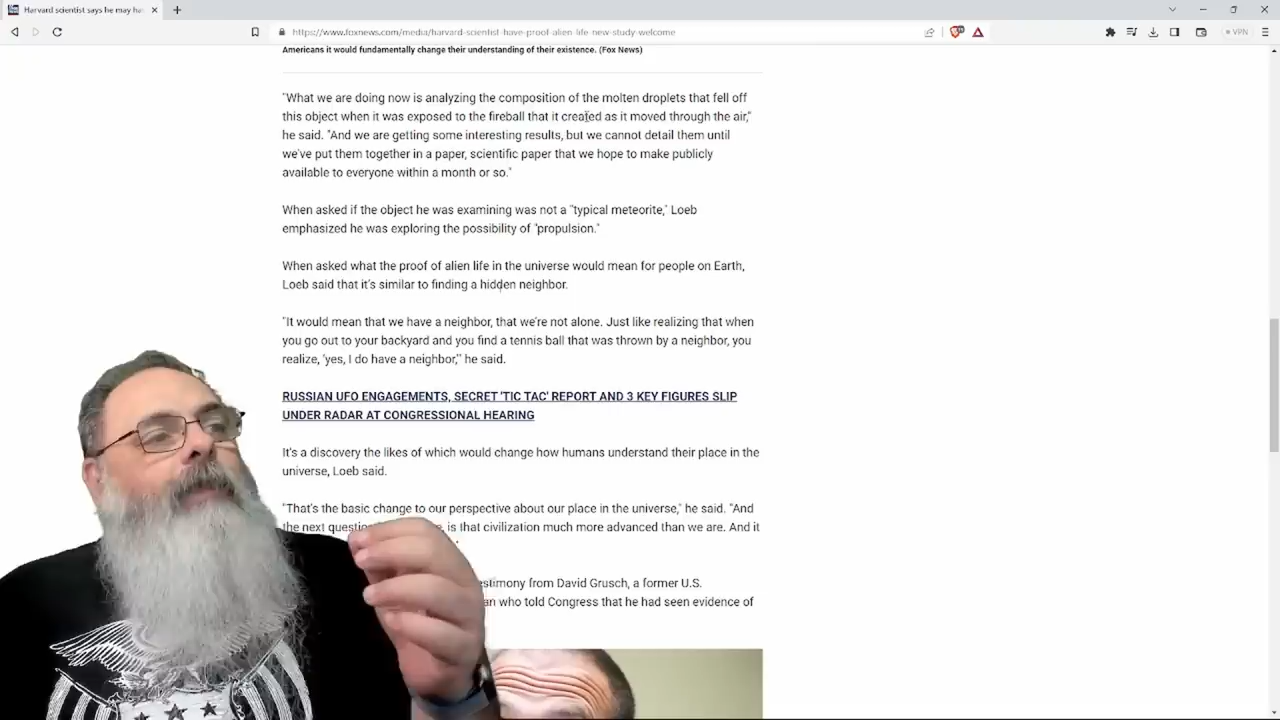 Harvard scientist says he may ha
https://www.foxnews.com/media/harvard-scientist-have-proof-alien-life-new-study-welcome
VPN
Americans it would fundamentally change their understanding of their existence. (Fox News)
"What we are doing now is analyzing the composition of the molten droplets that fell off
this object when it was exposed to the fireball that it created as it moved through the air,"
he said. "And we are getting some interesting results, but we cannot detail them until
we've put them together in a paper, scientific paper that we hope to make publicly
available to everyone within a month or so."
When asked if the object he was examining was not a "typical meteorite," Loeb
emphasized he was exploring the possibility of "propulsion."
When asked what the proof of alien life in the universe would mean for people on Earth,
Loeb said that it's similar to finding a hidden neighbor.
"It would mean that we have a neighbor, that we're not alone. Just like realizing that when
you go out to your backyard and you find a tennis ball that was thrown by a neighbor, you
realize, 'yes, I do have a neighbor,'" he said.
RUSSIAN UFO ENGAGEMENTS, SECRET 'TIC TAC' REPORT AND 3 KEY FIGURES SLIP
UNDER RADAR AT CONGRESSIONAL HEARING
It's a discovery the likes of which would change how humans understand their place in the
universe, Loeb said.
"That's the basic change to our perspective about our place in the universe," he said. "And
the next is that civilization much more advanced than we are. And it
testimony from David Grusch, a former U.S.
who told Congress that he had seen evidence of